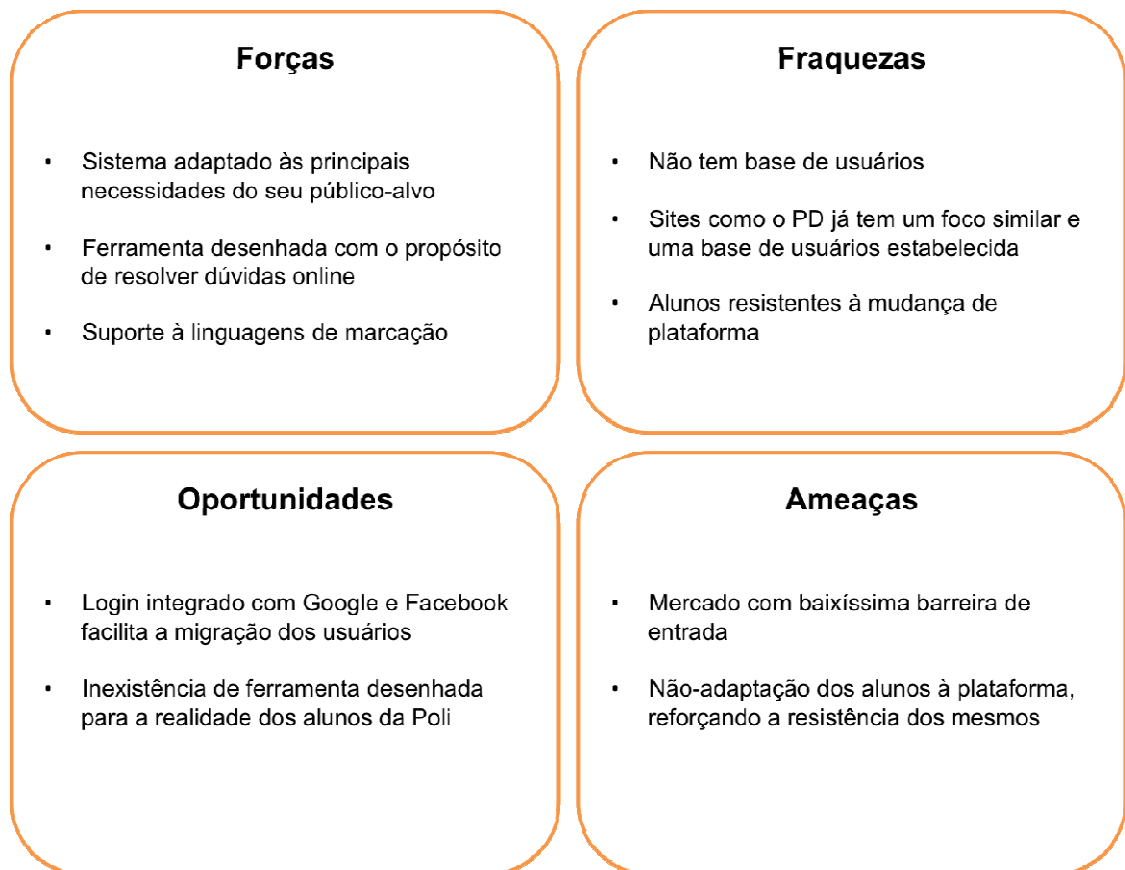 Forças
• Sistema adaptado às principais
necessidades do seu público-alvo
• Ferramenta desenhada com o propósito
de resolver dúvidas online
• Suporte à linguagens de marcação
Fraquezas
• Não tem base de usuários
• Sites como o PD já tem um foco similar e
uma base de usuários estabelecida
• Alunos resistentes à mudança de
plataforma
Oportunidades
• Login integrado com Google e Facebook
facilita a migração dos usuários
• Inexistência de ferramenta desenhada
para a realidade dos alunos da Poli
Ameaças
• Mercado com baixíssima barreira de
entrada
• Não-adaptação dos alunos à plataforma,
reforçando a resistência dos mesmos